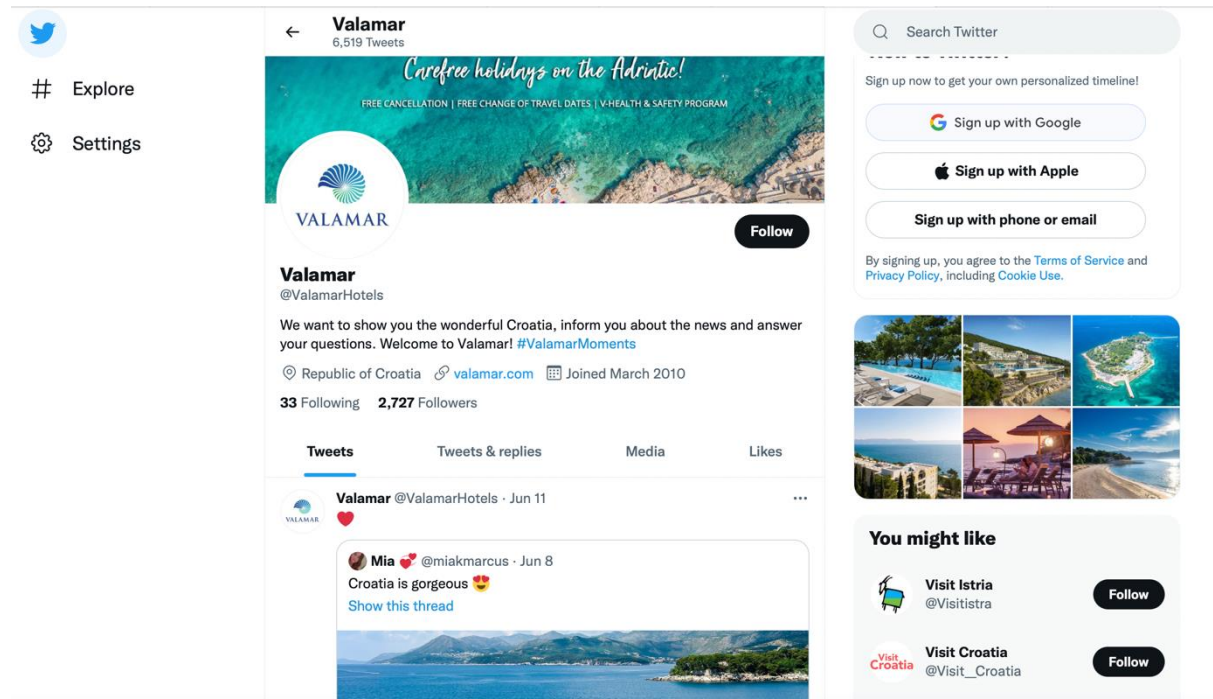 Explore
Settings
Valamar
6,519 Tweets
Carefree holidays on the Adriatic!
FREE CANCELLATION | FREE CHANGE OF TRAVEL DATES | V-HEALTH & SAFETY PROGRAM
VALAMAR
Follow
Valamar
@ValamarHotels
We want to show you the wonderful Croatia, inform you about the news and answer
your questions. Welcome to Valamar! #ValamarMoments
Republic of Croatia valamar.com Joined March 2010
33 Following 2,727 Followers
Tweets Tweets & replies Media Likes
VALAMAR
Valamar @ValamarHotels · Jun 11
❤️
Mia 💞 @miakmarcus · Jun 8
Croatia is gorgeous 😍
Show this thread
Search Twitter
Sign up now to get your own personalized timeline!
Sign up with Google
Sign up with Apple
Sign up with phone or email
By signing up, you agree to the Terms of Service and
Privacy Policy, including Cookie Use.
You might like
Visit Istria
@Visitistra
Follow
Visit
Croatia
Visit Croatia
@Visit_Croatia
Follow